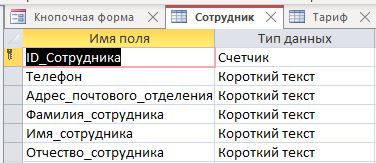 Кнопочная форма Сотрудник Тариф
Имя поля Тип данных
ID_Сотрудника Счетчик
Телефон Короткий текст
Адрес_почтового_отделения Короткий текст
Фамилия_сотрудника Короткий текст
Имя_сотрудника Короткий текст
Отчество_сотрудника Короткий текст